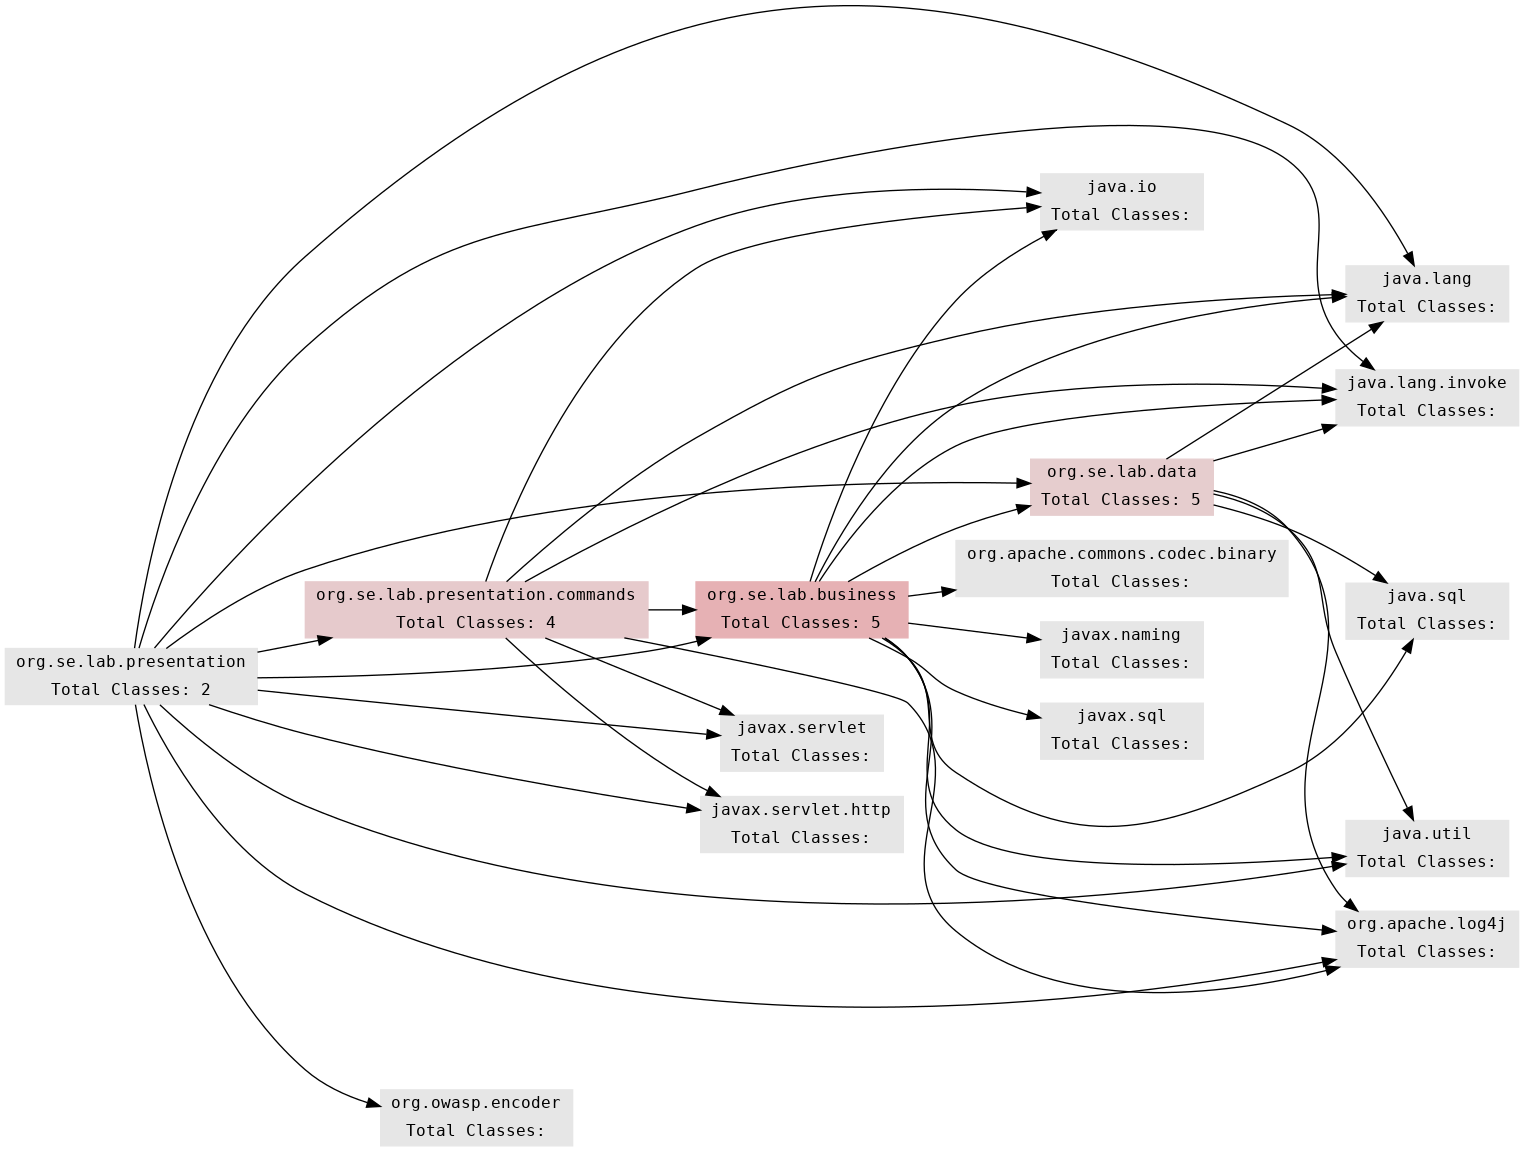 java.io
Total Classes:
java.lang
Total Classes:
java.lang.invoke
Total Classes:
org.se.lab.data
Total Classes: 5
org.apache.commons.codec.binary
Total Classes:
org.se.lab.presentation.commands
Total Classes: 4
org.se.lab.business
Total Classes: 5
java.sql
Total Classes:
javax.naming
Total Classes:
org.se.lab.presentation
Total Classes: 2
javax.sql
Total Classes:
javax.servlet
Total Classes:
javax.servlet.http
Total Classes:
java.util
Total Classes:
org.apache.log4j
Total Classes:
org.owasp.encoder
Total Classes: